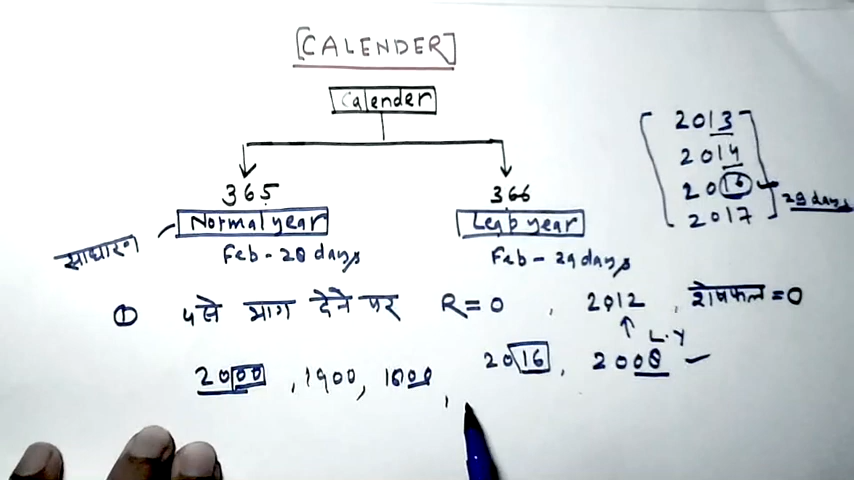 [CALENDER]
Calender
365
366
Normal year
Leap year
साधारण
Feb - 28 days
Feb - 29 days
2013
2014
2016
2017
29 days
① 4 से भाग देने पर R = 0 , 2012 , शेषफल = 0
L.Y
2000 , 1900, 1800 , 2016 , 2008